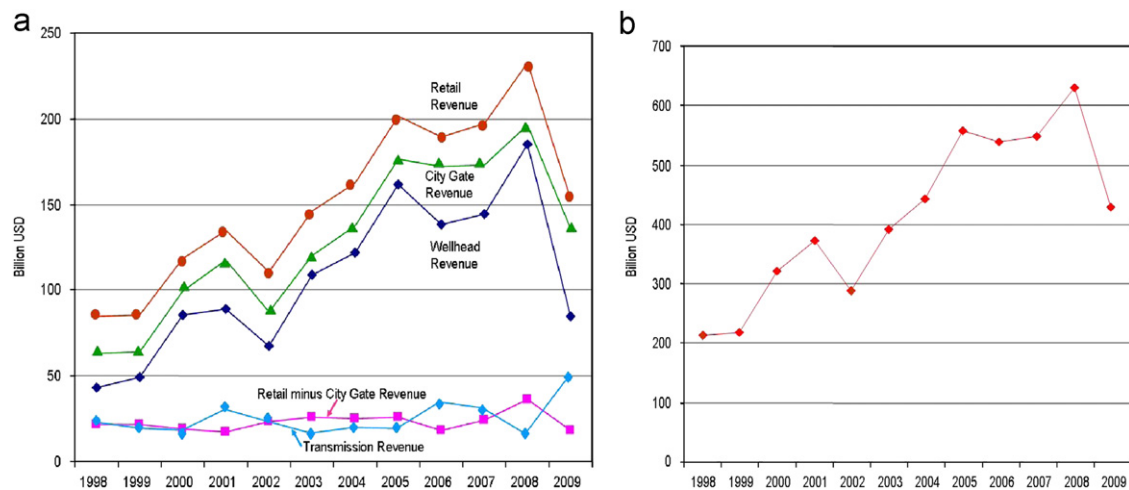 a
250
200
150
100
50
0
Billion USD
Retail
Revenue
City Gate
Revenue
Wellhead
Revenue
Retail minus City Gate Revenue
Transmission Revenue
1998 1999 2000 2001 2002 2003 2004 2005 2006 2007 2008 2009
b
700
600
500
400
300
200
100
0
Billion USD
1998 1999 2000 2001 2002 2003 2004 2005 2006 2007 2008 2009